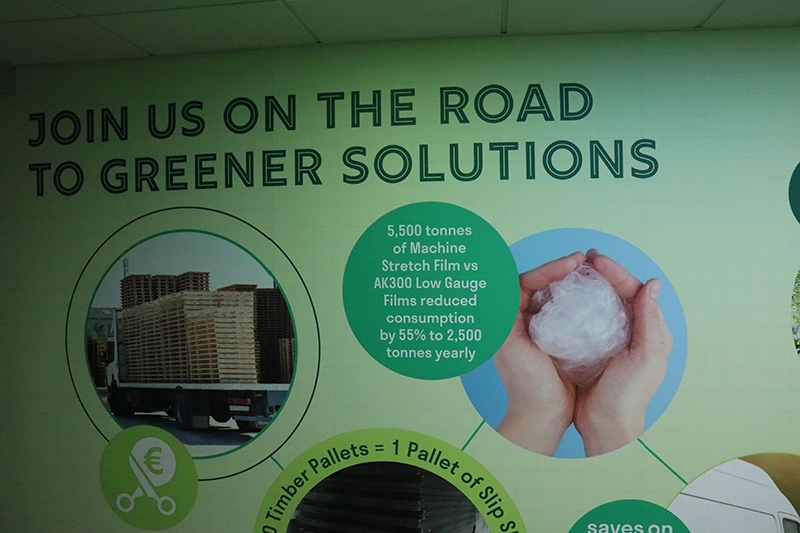 JOIN US ON THE ROAD
TO GREENER SOLUTIONS
5,500 tonnes
of Machine
Stretch Film vs
AK300 Low Gauge
Films reduced
consumption
by 55% to 2,500
tonnes yearly
€
Timber Pallets = 1 Pallet of Slip
saves on